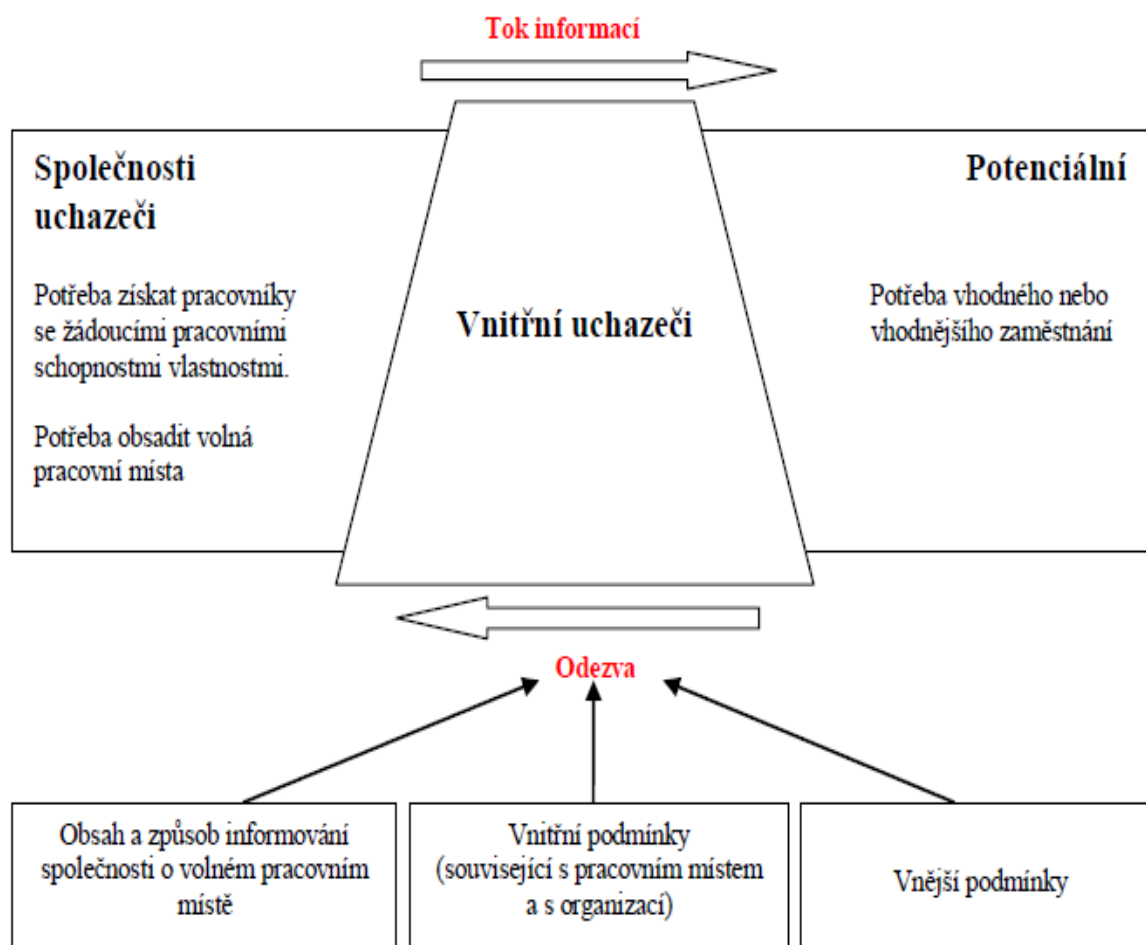 Tok informací
Společnosti
uchazeči
Potřeba získat pracovníky
se žádoucími pracovními
schopnostmi vlastnostmi.
Potřeba obsadit volná
pracovní místa
Vnitřní uchazeči
Potenciální
Potřeba vhodného nebo
vhodnějšího zaměstnání
Odezva
Obsah a způsob informování
společnosti o volném pracovním
místě
Vnitřní podmínky
(související s pracovním místem
a s organizací)
Vnější podmínky